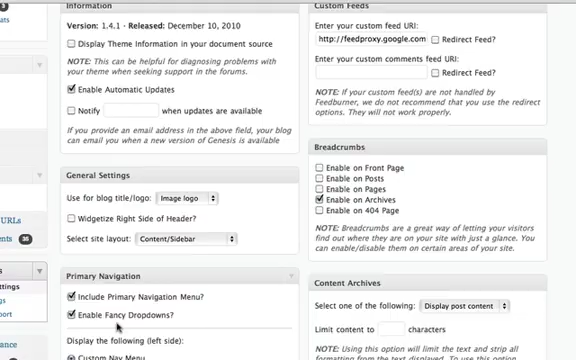 ats
URLs
ents 35
s
ttings
gs
port
ance
Information
Version: 1.4.1 · Released: December 10, 2010
Display Theme Information in your document source
NOTE: This can be helpful for diagnosing problems with
your theme when seeking support in the forums.
Enable Automatic Updates
Notify when updates are available
If you provide an email address in the above field, your blog
can email you when a new version of Genesis is available
General Settings
Use for blog title/logo: Image logo
Widgetize Right Side of Header?
Select site layout: Content/Sidebar
Primary Navigation
Include Primary Navigation Menu?
Enable Fancy Dropdowns?
Display the following (left side):
Custom Nav Menu
Custom Feeds
Enter your custom feed URI:
http://feedproxy.google.com Redirect Feed?
Enter your custom comments feed URI:
Redirect Feed?
NOTE: If your custom feed(s) are not handled by
Feedburner, we do not recommend that you use the redirect
options. They will not work properly.
Breadcrumbs
Enable on Front Page
Enable on Posts
Enable on Pages
Enable on Archives
Enable on 404 Page
NOTE: Breadcrumbs are a great way of letting your visitors
find out where they are on your site with just a glance. You
can enable/disable them on certain areas of your site.
Content Archives
Select one of the following: Display post content
Limit content to characters
NOTE: Using this option will limit the text and strip all
formatting from the text displayed. To use this option